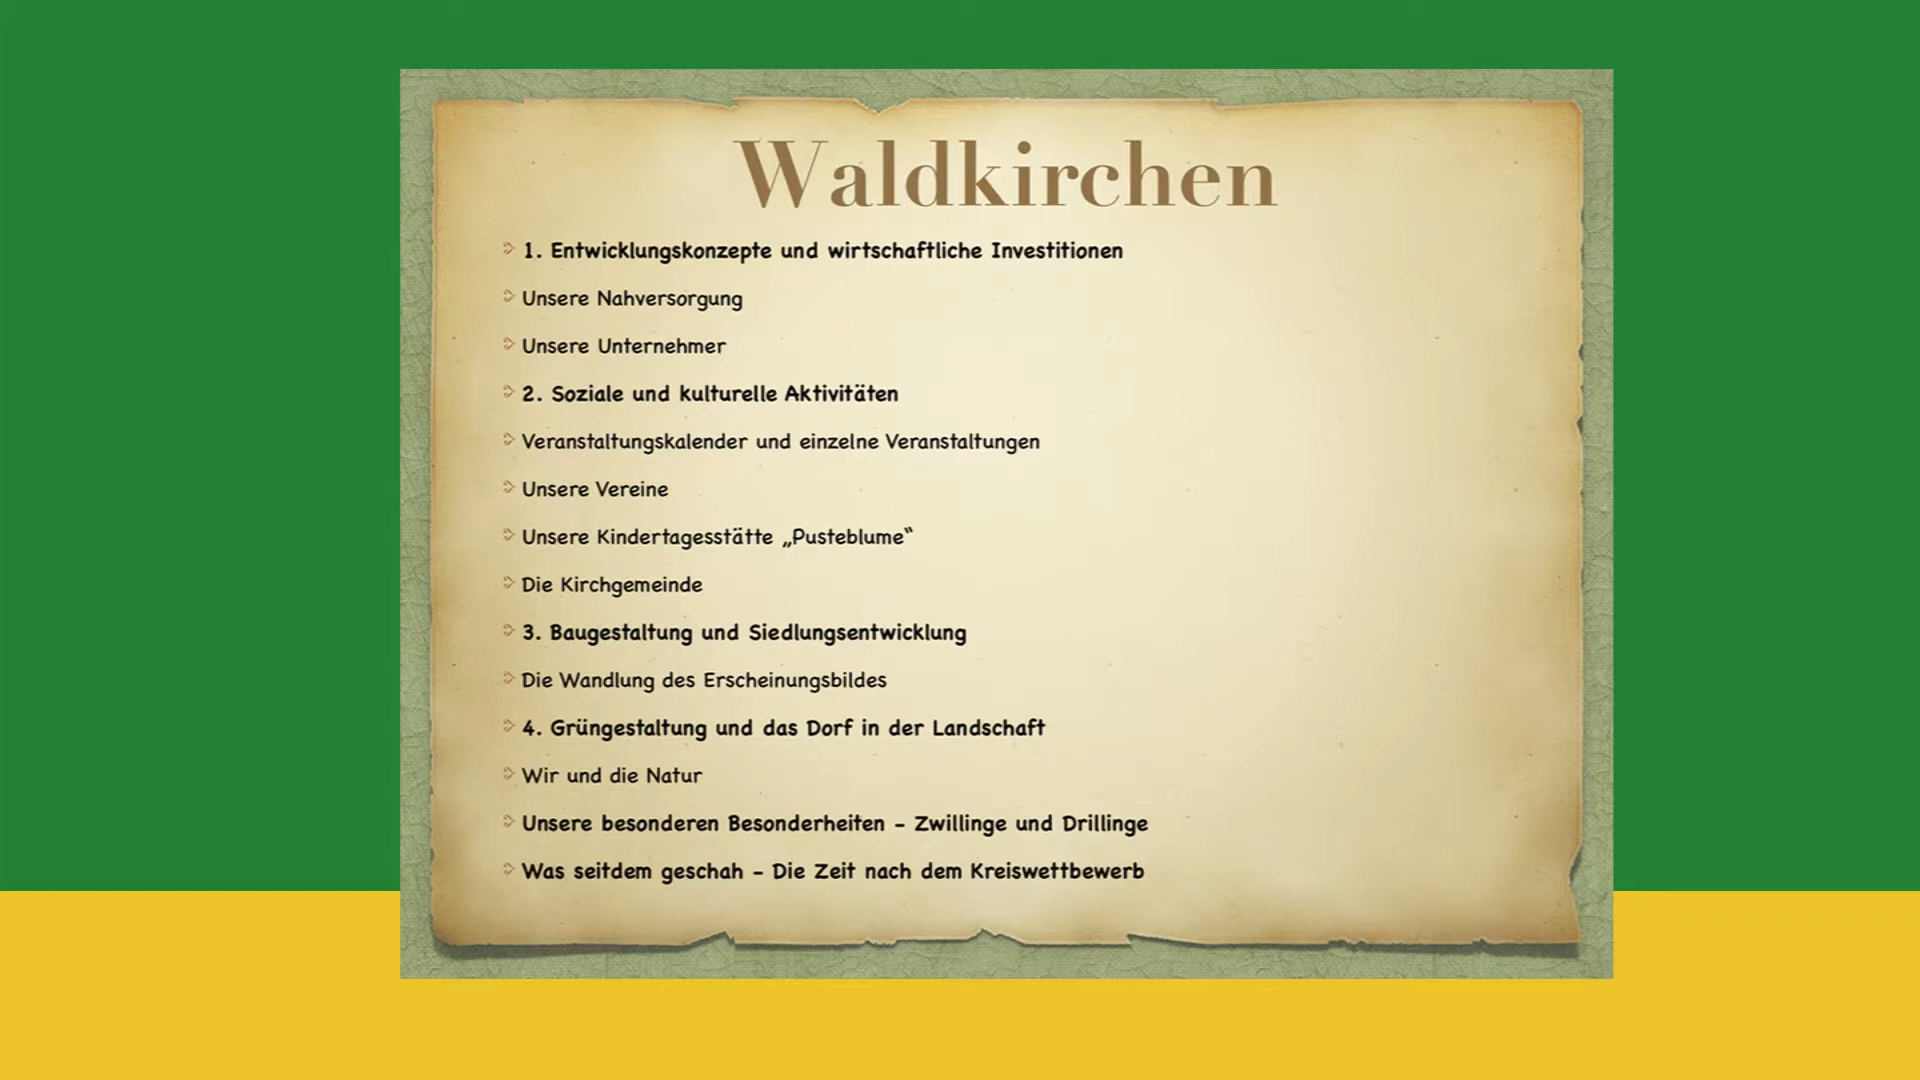 Waldkirchen
1. Entwicklungskonzepte und wirtschaftliche Investitionen
Unsere Nahversorgung
Unsere Unternehmer
2. Soziale und kulturelle Aktivitäten
Veranstaltungskalender und einzelne Veranstaltungen
Unsere Vereine
Unsere Kindertagesstätte „Pusteblume“
Die Kirchgemeinde
3. Baugestaltung und Siedlungsentwicklung
Die Wandlung des Erscheinungsbildes
4. Grüngestaltung und das Dorf in der Landschaft
Wir und die Natur
Unsere besonderen Besonderheiten – Zwillinge und Drillinge
Was seitdem geschah – Die Zeit nach dem Kreiswettbewerb